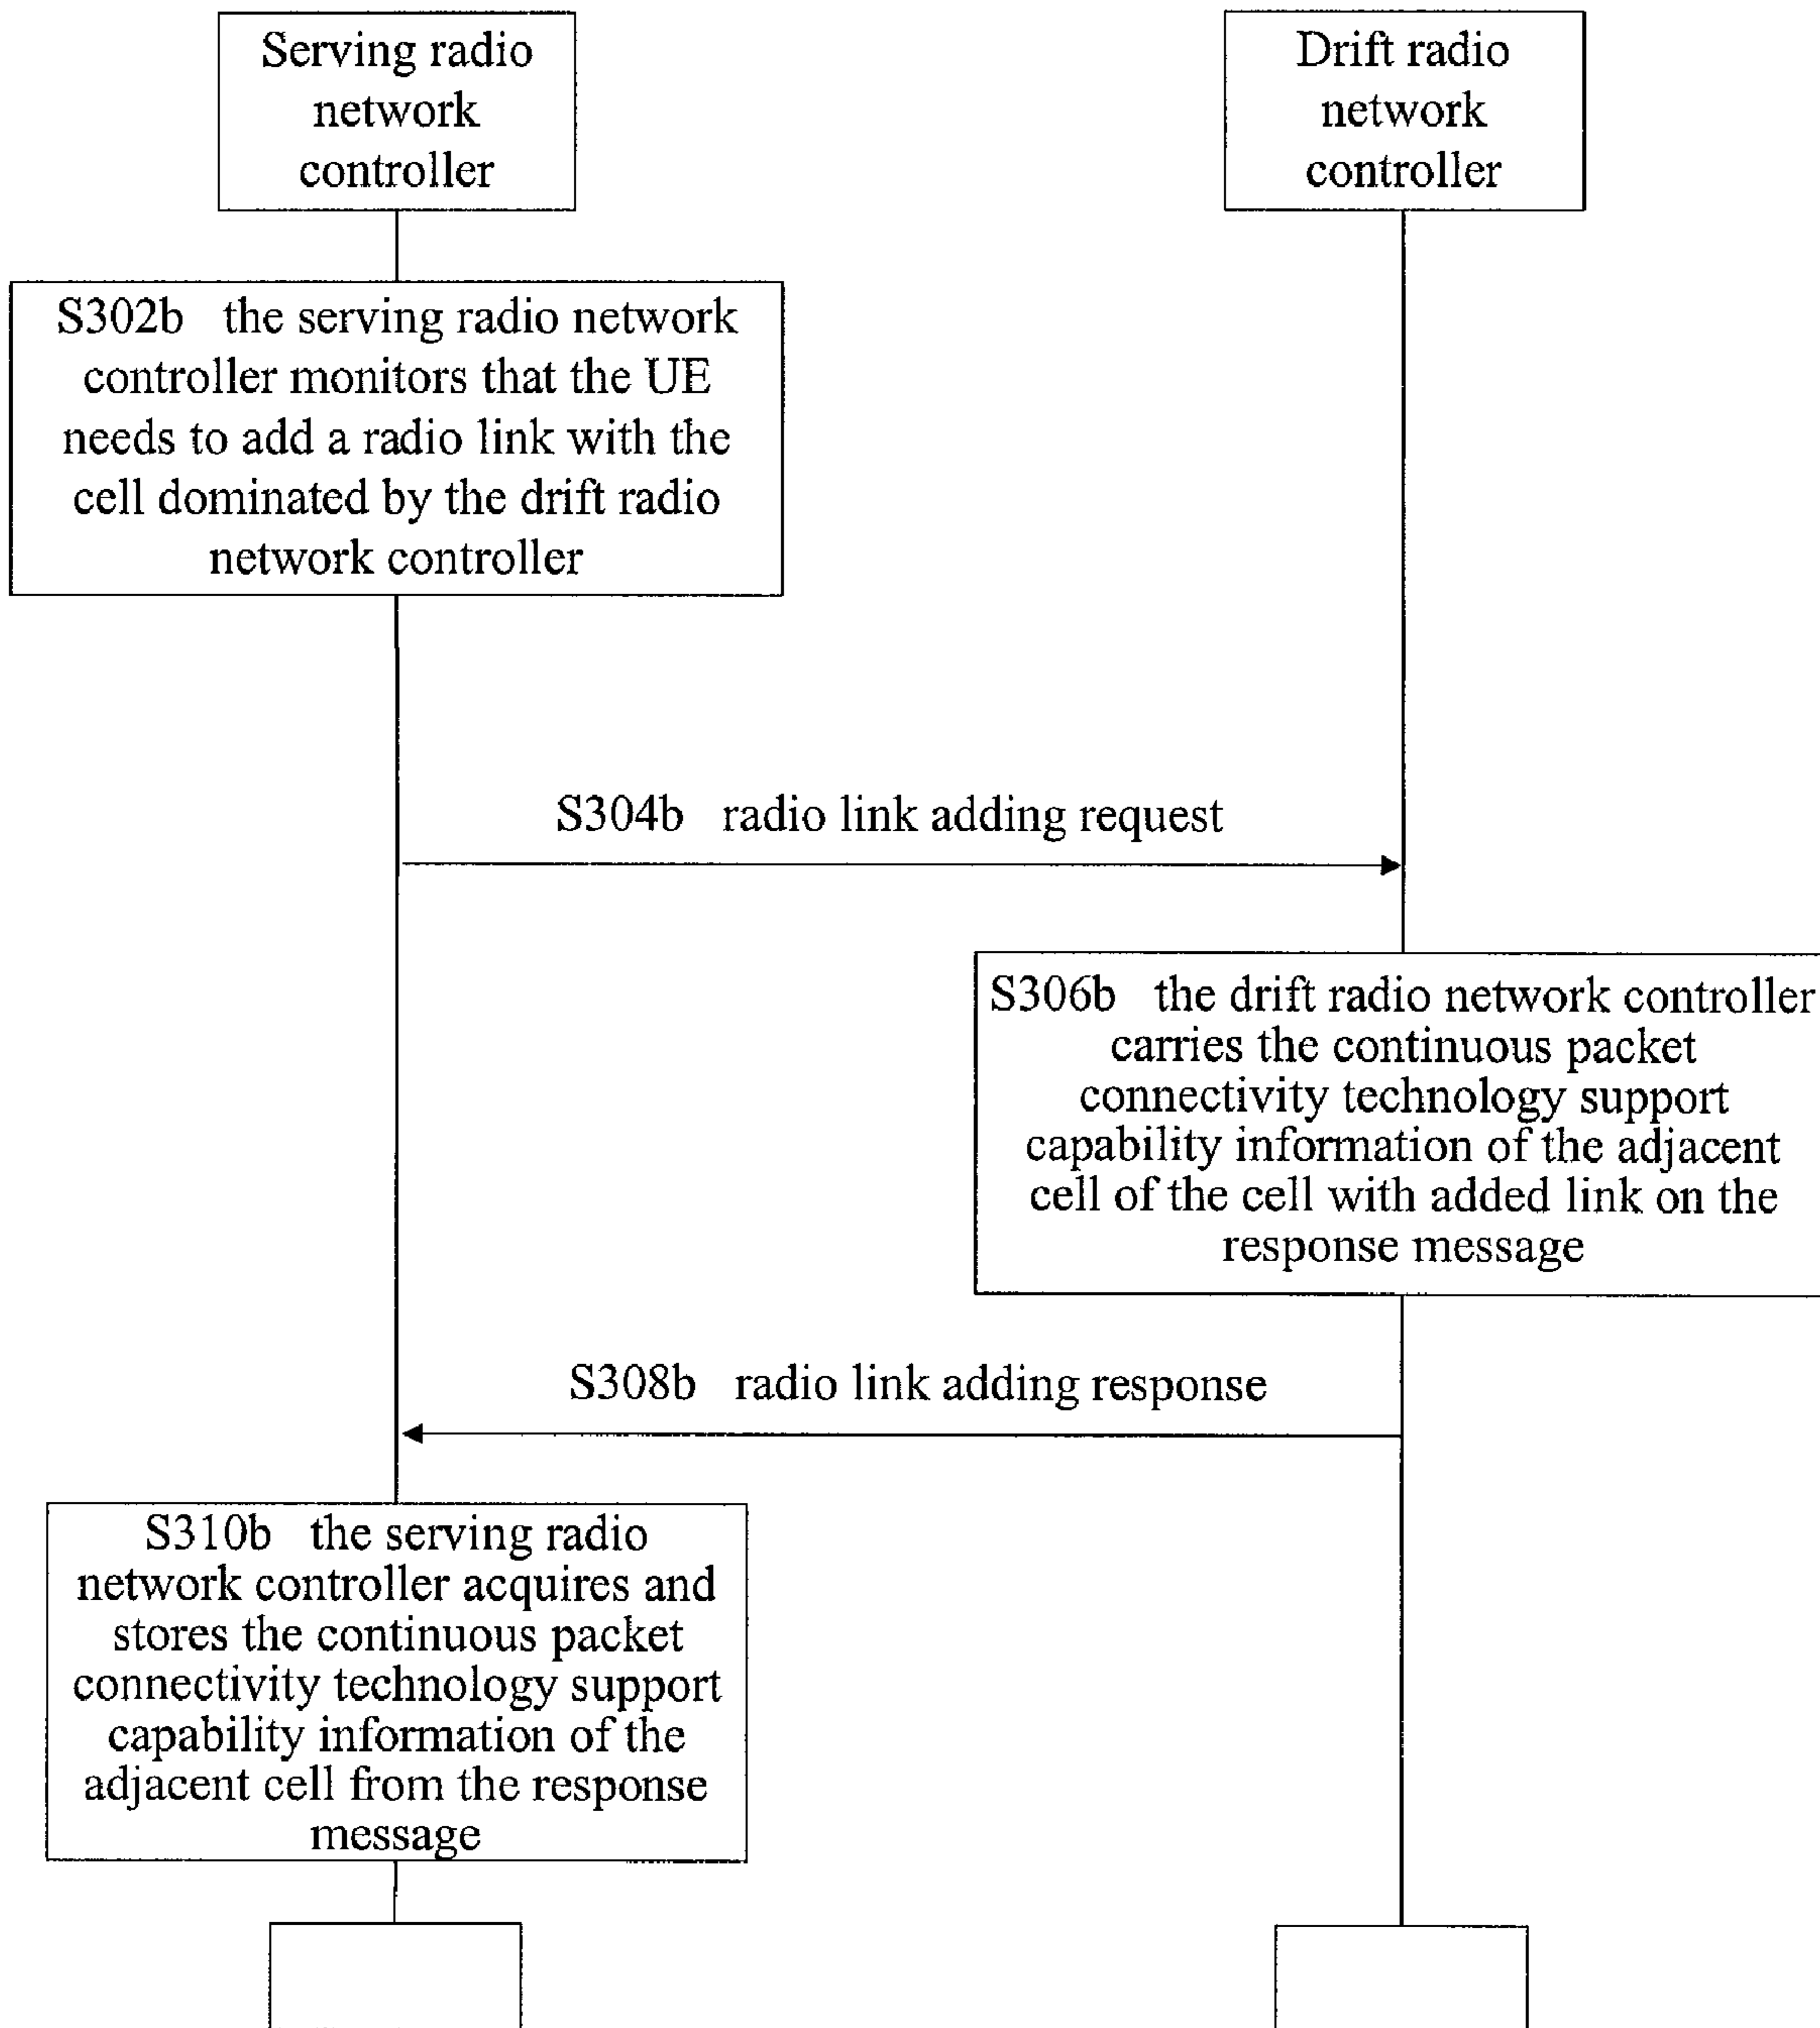 Serving radio
network
controller
Drift radio
network
controller
S302b the serving radio network
controller monitors that the UE
needs to add a radio link with the
cell dominated by the drift radio
network controller
S304b radio link adding request
S306b the drift radio network controller
carries the continuous packet
connectivity technology support
capability information of the adjacent
cell of the cell with added link on the
response message
S308b radio link adding response
S310b the serving radio
network controller acquires and
stores the continuous packet
connectivity technology support
capability information of the
adjacent cell from the response
message